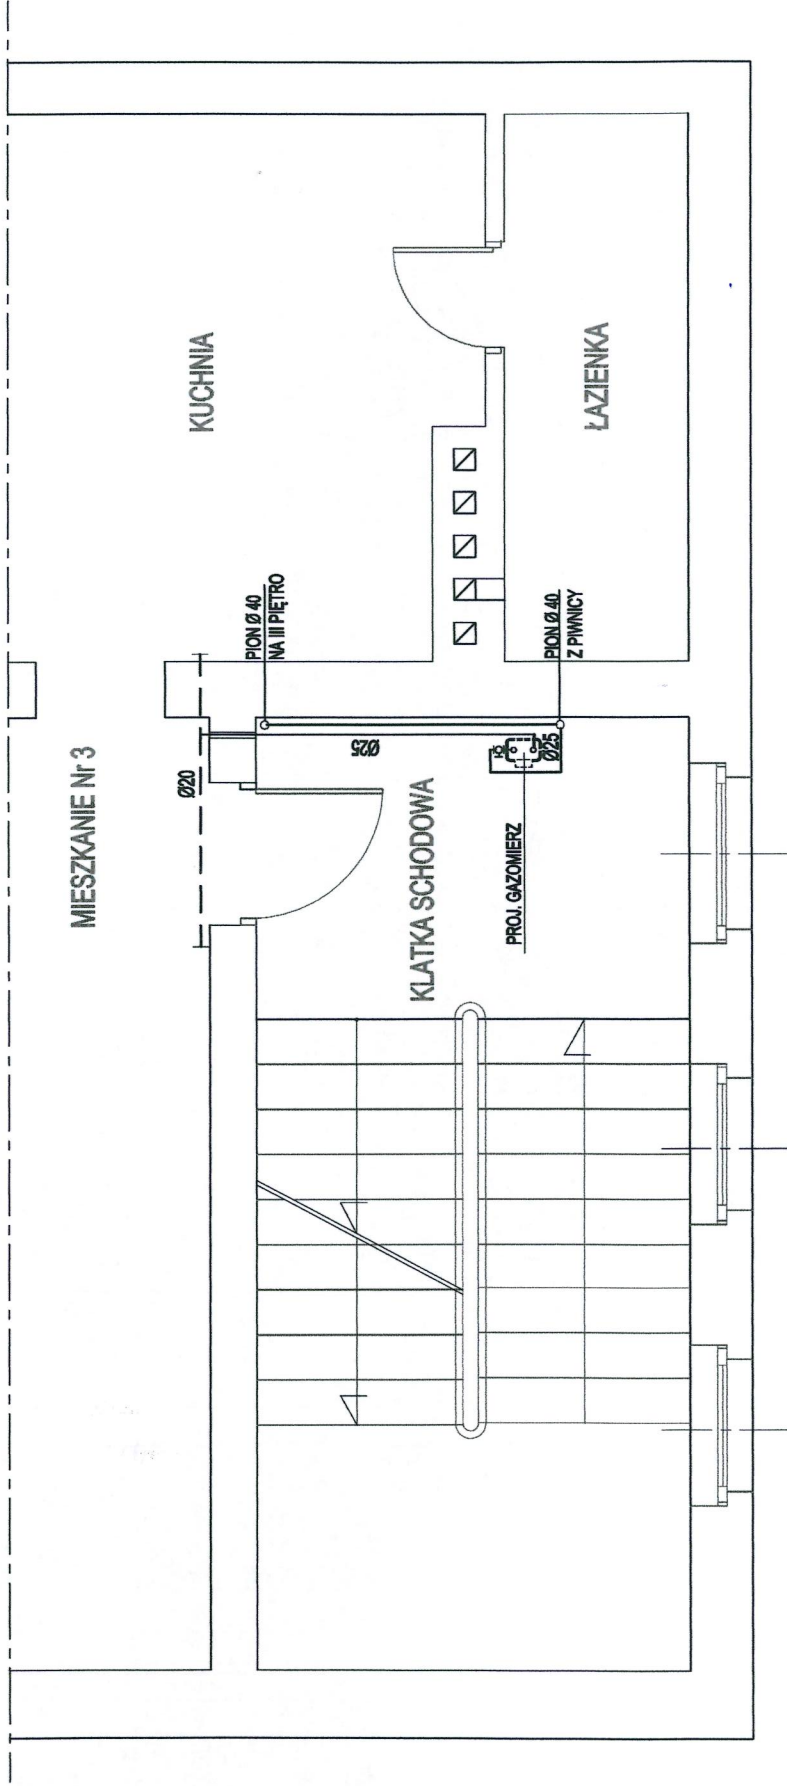 MIESZKANIE Nr 3
KUCHNIA
ŁAZIENKA
KLATKA SCHODOWA
Ø20
PION Ø 40
NA III PIĘTRO
Ø25
PION Ø 40
Z PIWNICY
Ø25
PROJ. GAZOMIERZ